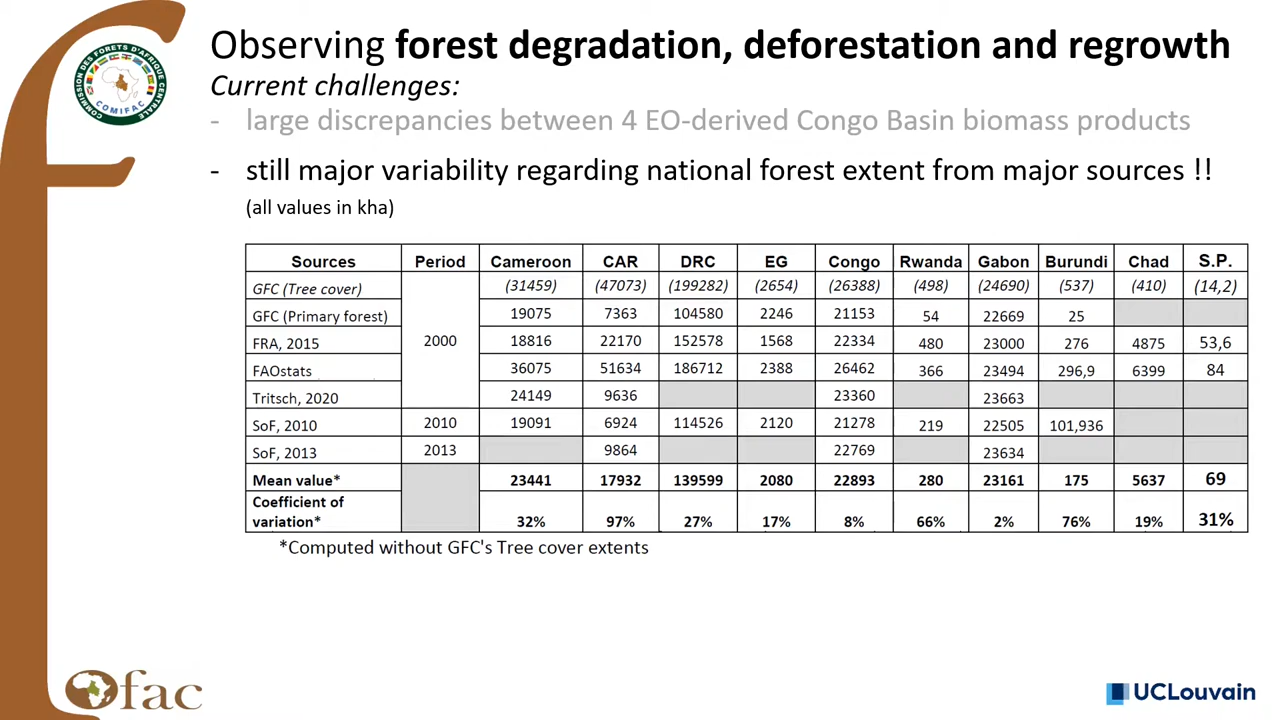 COMMISSION DES FORETS D'AFRIQUE CENTRALE
COMIFAC
Observing forest degradation, deforestation and regrowth
Current challenges:
- large discrepancies between 4 EO-derived Congo Basin biomass products
- still major variability regarding national forest extent from major sources !!
(all values in kha)
Sources Period Cameroon CAR DRC EG Congo Rwanda Gabon Burundi Chad S.P.
GFC (Tree cover) (31459) (47073) (199282) (2654) (26388) (498) (24690) (537) (410) (14,2)
GFC (Primary forest) 19075 7363 104580 2246 21153 54 22669 25
FRA, 2015 2000 18816 22170 152578 1568 22334 480 23000 276 4875 53,6
FAOstats 36075 51634 186712 2388 26462 366 23494 296,9 6399 84
Tritsch, 2020 24149 9636 23360 23663
SoF, 2010 2010 19091 6924 114526 2120 21278 219 22505 101,936
SoF, 2013 2013 9864 22769 23634
Mean value* 23441 17932 139599 2080 22893 280 23161 175 5637 69
Coefficient of
variation* 32% 97% 27% 17% 8% 66% 2% 76% 19% 31%
*Computed without GFC's Tree cover extents
Ofac
UCLouvain